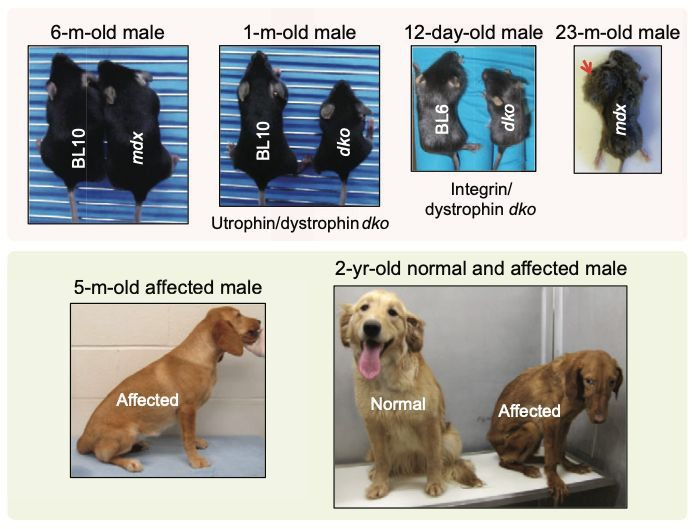 6-m-old male
1-m-old male
12-day-old male
23-m-old male
BL10
mdx
BL10
dko
BL6
dko
mdx
Utrophin/dystrophin dko
Integrin/
dystrophin dko
5-m-old affected male
2-yr-old normal and affected male
Affected
Normal
Affected